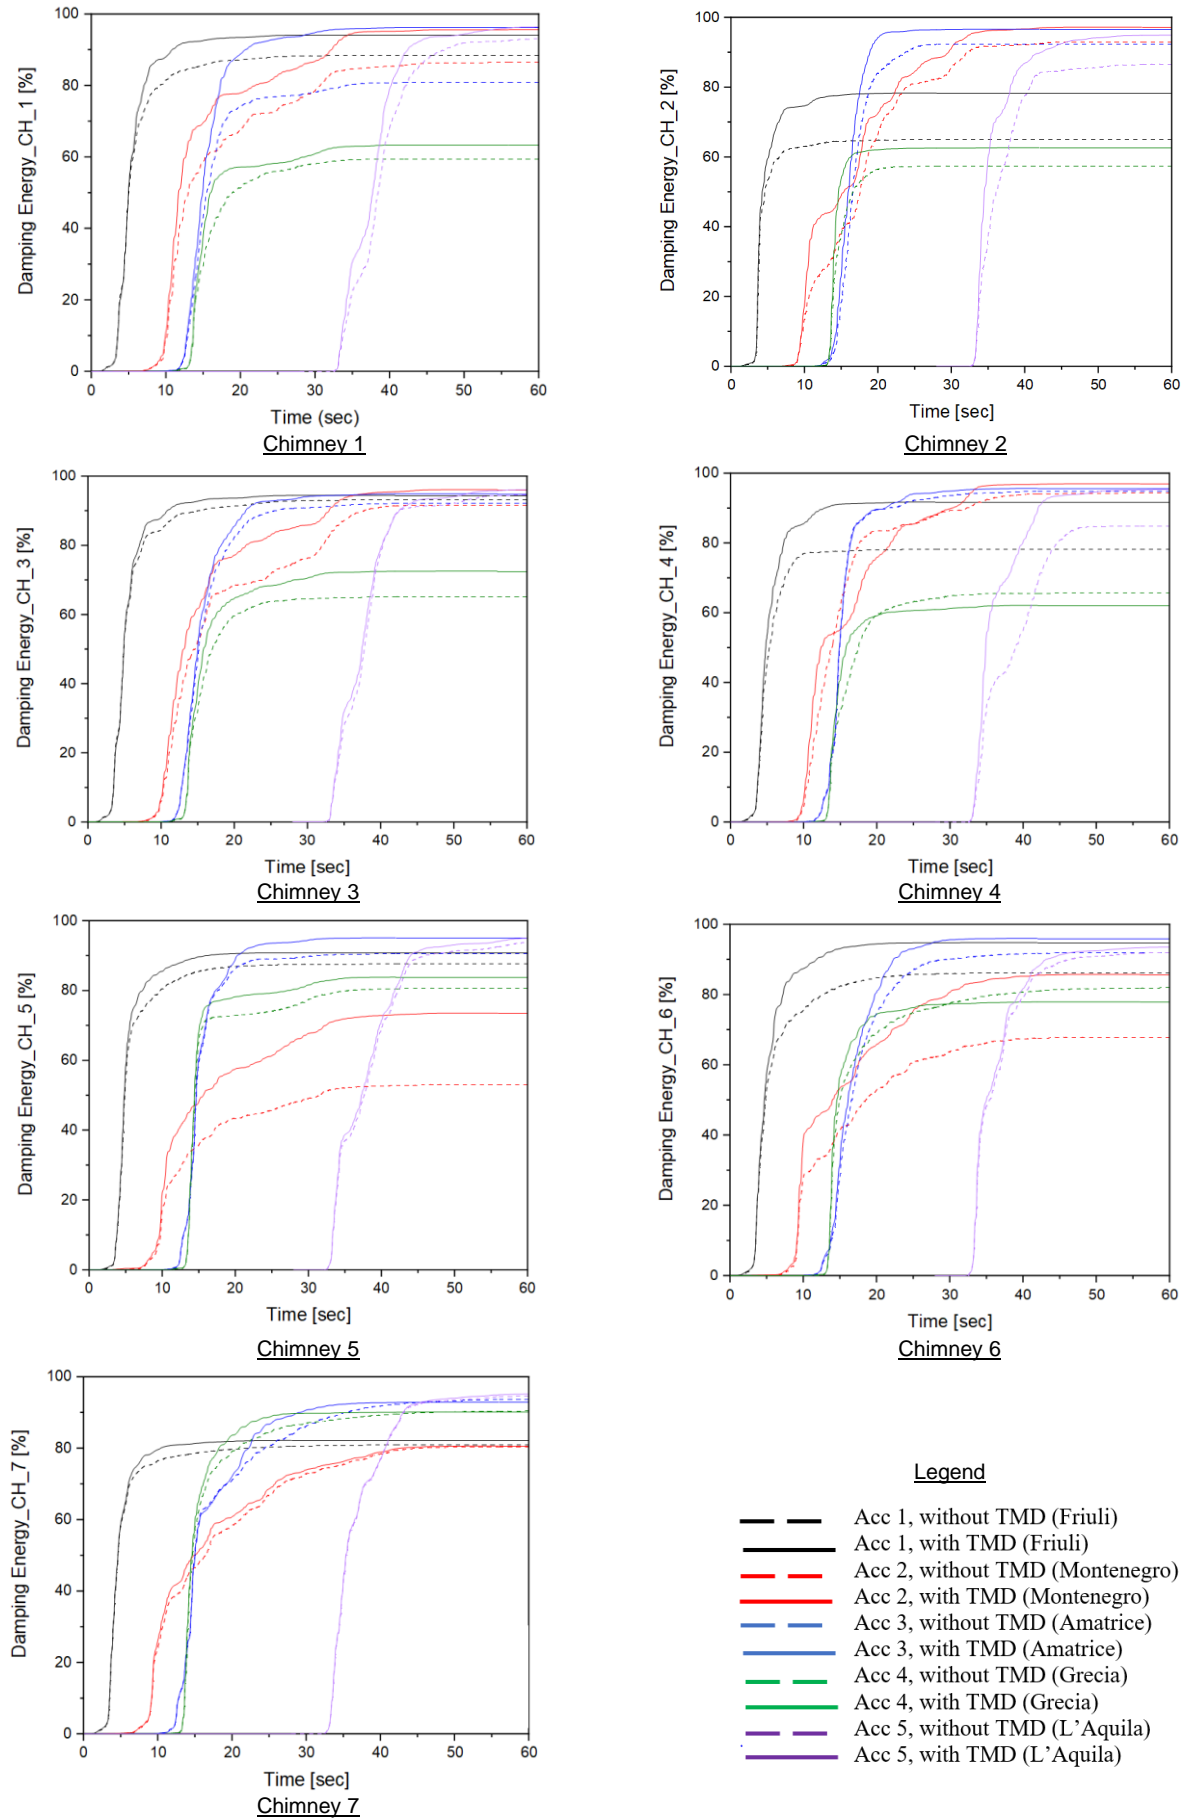 Damping Energy_CH_1 [%]
100
80
60
40
20
0
0 10 20 30 40 50 60
Time (sec)
Chimney 1
Damping Energy_CH_2 [%]
100
80
60
40
20
0
0 10 20 30 40 50 60
Time [sec]
Chimney 2
Damping Energy_CH_3 [%]
100
80
60
40
20
0
0 10 20 30 40 50 60
Time [sec]
Chimney 3
Damping Energy_CH_4 [%]
100
80
60
40
20
0
0 10 20 30 40 50 60
Time [sec]
Chimney 4
Damping Energy_CH_5 [%]
100
80
60
40
20
0
0 10 20 30 40 50 60
Time [sec]
Chimney 5
Damping Energy_CH_6 [%]
100
80
60
40
20
0
0 10 20 30 40 50 60
Time [sec]
Chimney 6
Damping Energy_CH_7 [%]
100
80
60
40
20
0
0 10 20 30 40 50 60
Time [sec]
Chimney 7
Legend
Acc 1, without TMD (Friuli)
Acc 1, with TMD (Friuli)
Acc 2, without TMD (Montenegro)
Acc 2, with TMD (Montenegro)
Acc 3, without TMD (Amatrice)
Acc 3, with TMD (Amatrice)
Acc 4, without TMD (Grecia)
Acc 4, with TMD (Grecia)
Acc 5, without TMD (L’Aquila)
Acc 5, with TMD (L’Aquila)